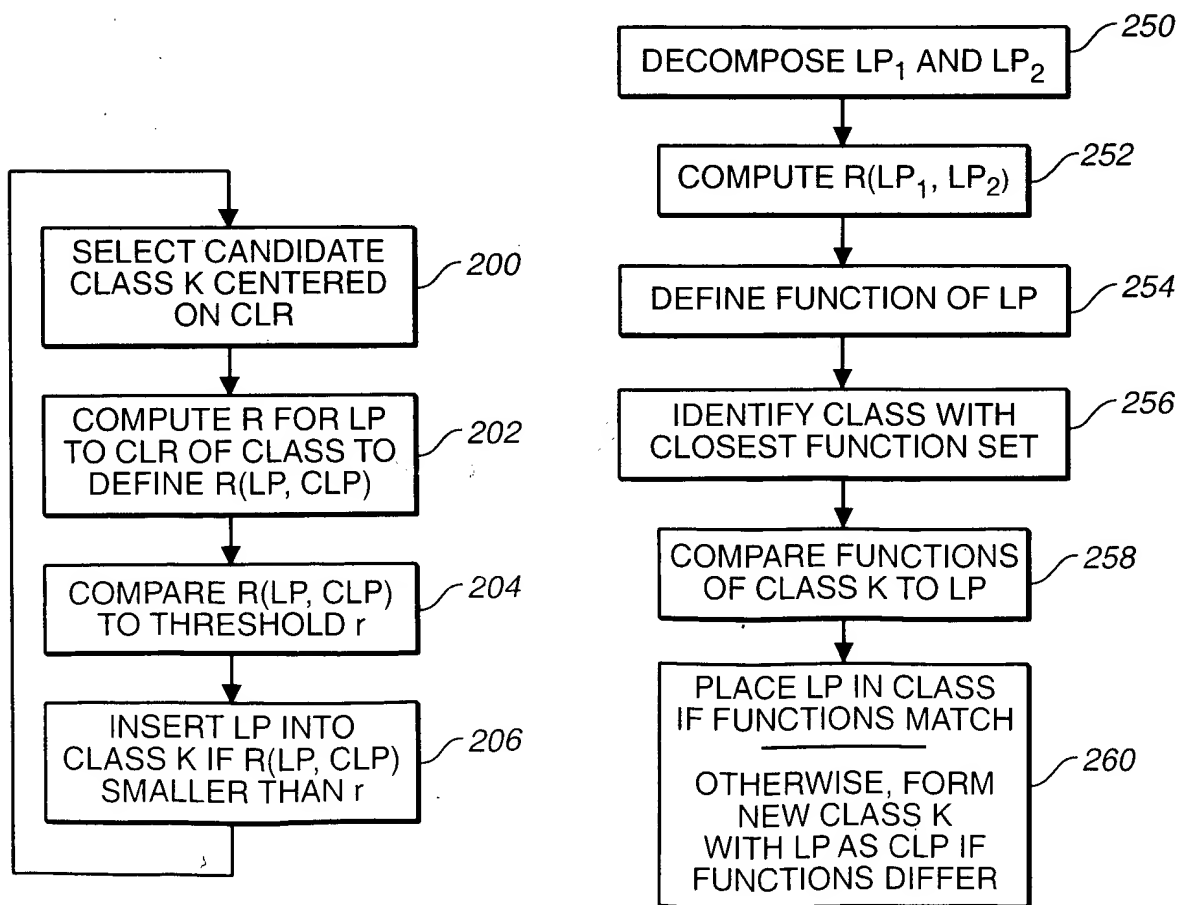 SELECT CANDIDATE
CLASS K CENTERED
ON CLR
200
COMPUTE R FOR LP
TO CLR OF CLASS TO
DEFINE R(LP, CLP)
202
COMPARE R(LP, CLP)
TO THRESHOLD r
204
INSERT LP INTO
CLASS K IF R(LP, CLP)
SMALLER THAN r
206
DECOMPOSE LP₁ AND LP₂
250
COMPUTE R(LP₁, LP₂)
252
DEFINE FUNCTION OF LP
254
IDENTIFY CLASS WITH
CLOSEST FUNCTION SET
256
COMPARE FUNCTIONS
OF CLASS K TO LP
258
PLACE LP IN CLASS
IF FUNCTIONS MATCH
OTHERWISE, FORM
NEW CLASS K
WITH LP AS CLP IF
FUNCTIONS DIFFER
260